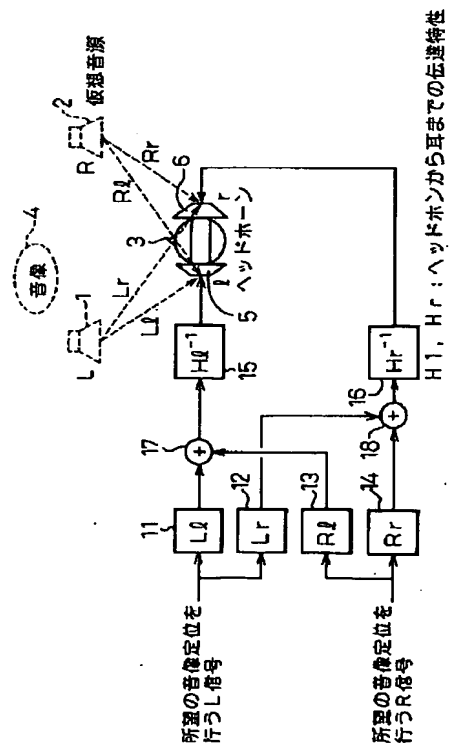 音像
4
L
1
R
2
仮想音源
Lℓ
Lr
Rℓ
Rr
3
6
ℓ
r
5
ヘッドホーン
所望の音像定位を
行うL信号
11
Lℓ
12
Lr
13
Rℓ
14
Rr
所望の音像定位を
行うR信号
17
+
18
+
Hℓ⁻¹
15
Hr⁻¹
16
Hl, Hr:ヘッドホンから耳までの伝達特性